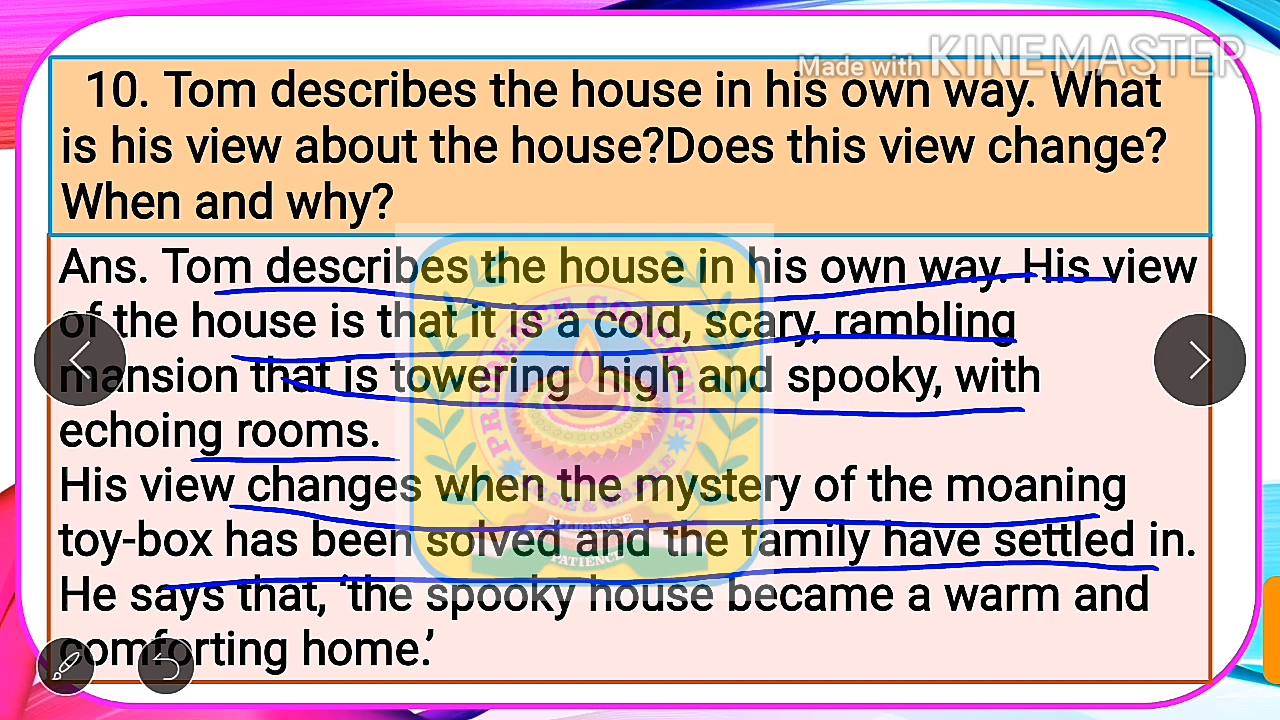 Made with KINEMASTER
10. Tom describes the house in his own way. What
is his view about the house?Does this view change?
When and why?
Ans. Tom describes the house in his own way. His view
of the house is that it is a cold, scary, rambling
mansion that is towering high and spooky, with
echoing rooms.
His view changes when the mystery of the moaning
toy-box has been solved and the family have settled in.
He says that, ‘the spooky house became a warm and
comforting home.’
PRUDENCE COACHING
DILIGENCE
PATIENCE